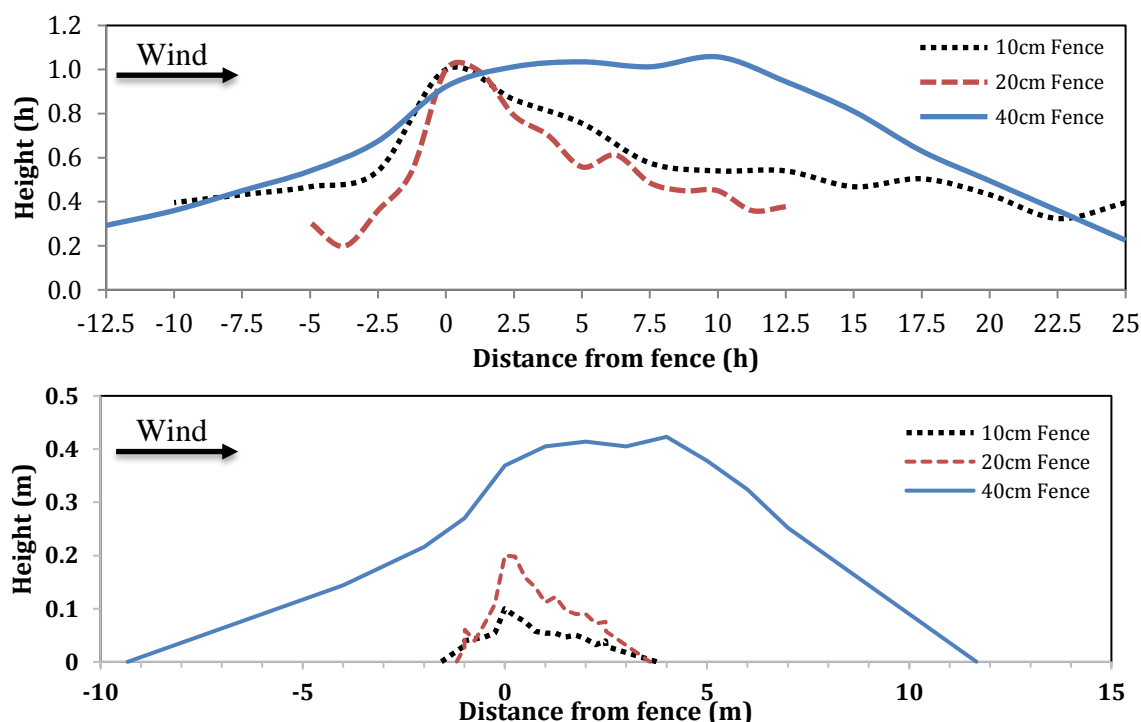 1.2
1.0
0.8
0.6
0.4
0.2
0.0
Height (h)
Wind
10cm Fence
20cm Fence
40cm Fence
-12.5 -10 -7.5 -5 -2.5 0 2.5 5 7.5 10 12.5 15 17.5 20 22.5 25
Distance from fence (h)
0.5
0.4
0.3
0.2
0.1
0
Height (m)
Wind
10cm Fence
20cm Fence
40cm Fence
-10 -5 0 5 10 15
Distance from fence (m)